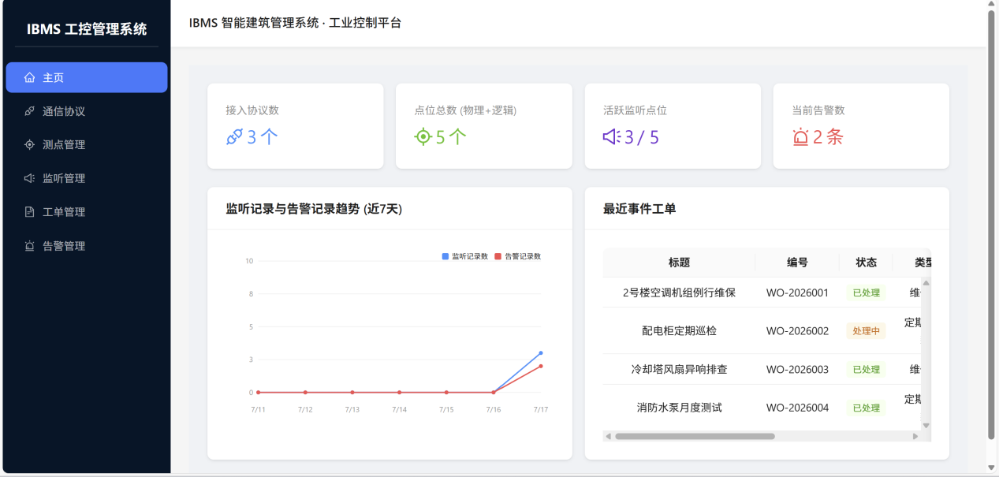 IBMS 工控管理系统
主页
通信协议
测点管理
监听管理
工单管理
告警管理
IBMS 智能建筑管理系统 · 工业控制平台
接入协议数
3 个
点位总数 (物理+逻辑)
5 个
活跃监听点位
3 / 5
当前告警数
2 条
监听记录与告警记录趋势 (近7天)
监听记录数 告警记录数
10
8
5
3
0
7/11 7/12 7/13 7/14 7/15 7/16 7/17
最近事件工单
标题 编号 状态 类型
2号楼空调机组例行维保 WO-2026001 已处理 维
配电柜定期巡检 WO-2026002 处理中 定期
冷却塔风扇异响排查 WO-2026003 已处理 维
消防水泵月度测试 WO-2026004 已处理 定期